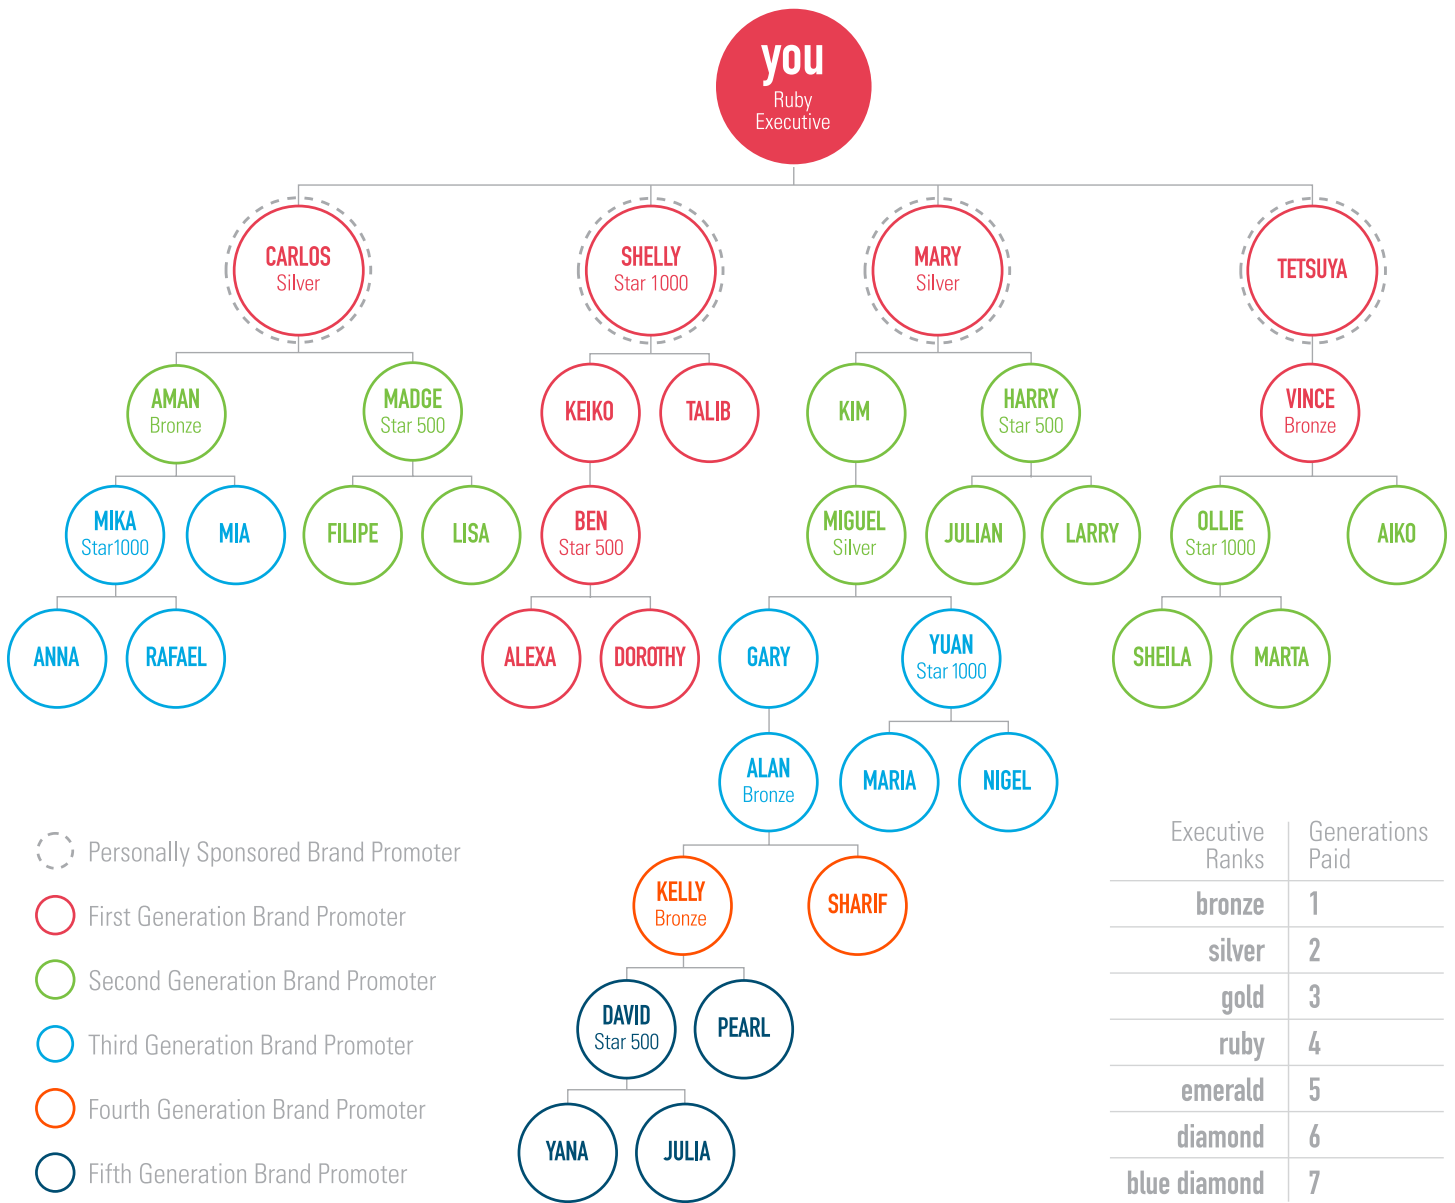 you
Ruby
Executive
CARLOS
Silver
SHELLY
Star 1000
MARY
Silver
TETSUYA
AMAN
Bronze
MADGE
Star 500
KEIKO
TALIB
KIM
HARRY
Star 500
VINCE
Bronze
MIKA
Star1000
MIA
FILIPE
LISA
BEN
Star 500
MIGUEL
Silver
JULIAN
LARRY
OLLIE
Star 1000
AIKO
ANNA
RAFAEL
ALEXA
DOROTHY
GARY
YUAN
Star 1000
SHEILA
MARTA
ALAN
Bronze
MARIA
NIGEL
KELLY
Bronze
SHARIF
DAVID
Star 500
PEARL
YANA
JULIA
Personally Sponsored Brand Promoter
First Generation Brand Promoter
Second Generation Brand Promoter
Third Generation Brand Promoter
Fourth Generation Brand Promoter
Fifth Generation Brand Promoter
Executive Ranks
Generations Paid
bronze 1
silver 2
gold 3
ruby 4
emerald 5
diamond 6
blue diamond 7